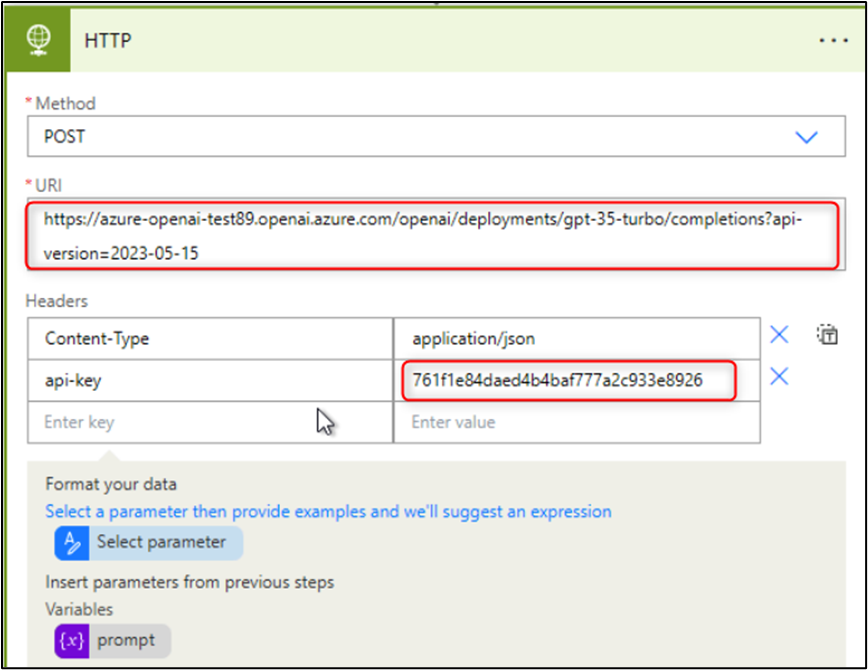 HTTP
* Method
POST
* URI
https://azure-openai-test89.openai.azure.com/openai/deployments/gpt-35-turbo/completions?api-
version=2023-05-15
Headers
Content-Type application/json
api-key 761f1e84daed4b4baf777a2c933e8926
Enter key Enter value
Format your data
Select a parameter then provide examples and we'll suggest an expression
Select parameter
Insert parameters from previous steps
Variables
{x} prompt